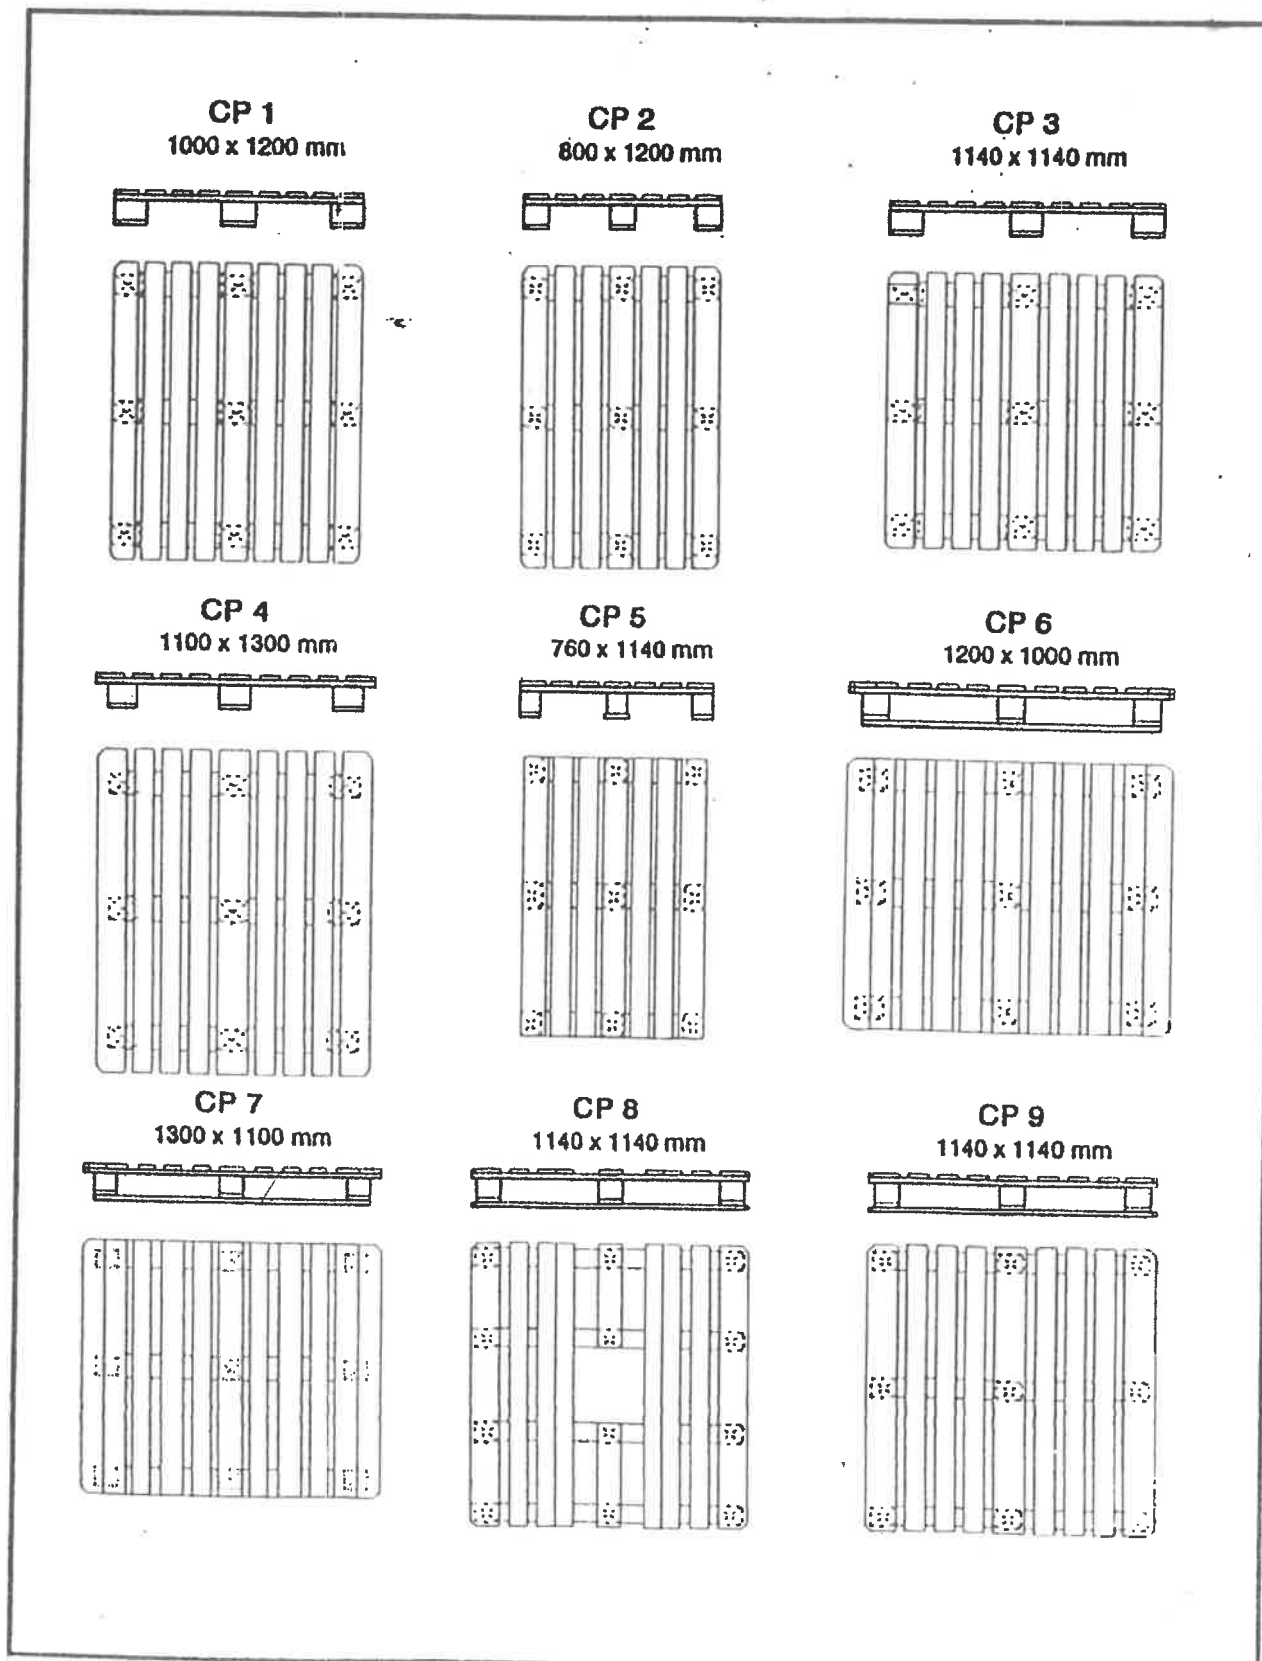 CP 1
1000 x 1200 mm
CP 2
800 x 1200 mm
CP 3
1140 x 1140 mm
CP 4
1100 x 1300 mm
CP 5
760 x 1140 mm
CP 6
1200 x 1000 mm
CP 7
1300 x 1100 mm
CP 8
1140 x 1140 mm
CP 9
1140 x 1140 mm